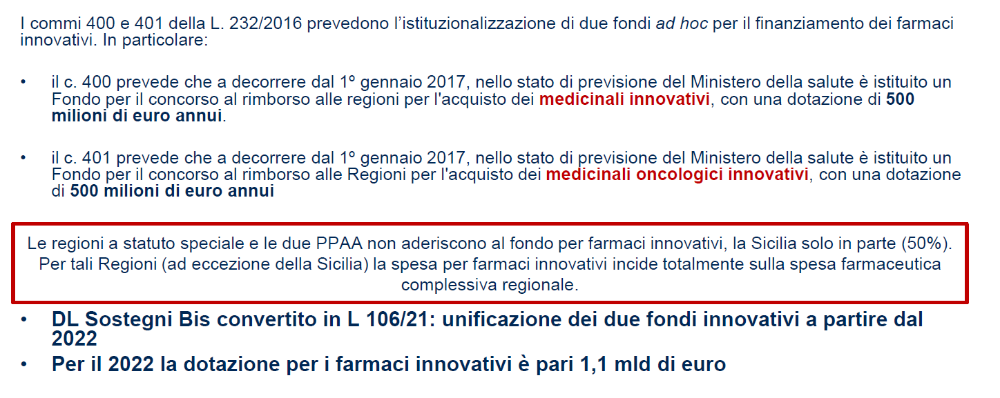 I commi 400 e 401 della L. 232/2016 prevedono l’istituzionalizzazione di due fondi ad hoc per il finanziamento dei farmaci
innovativi. In particolare:
• il c. 400 prevede che a decorrere dal 1º gennaio 2017, nello stato di previsione del Ministero della salute è istituito un
Fondo per il concorso al rimborso alle regioni per l'acquisto dei medicinali innovativi, con una dotazione di 500
milioni di euro annui.
• il c. 401 prevede che a decorrere dal 1º gennaio 2017, nello stato di previsione del Ministero della salute è istituito un
Fondo per il concorso al rimborso alle Regioni per l'acquisto dei medicinali oncologici innovativi, con una dotazione
di 500 milioni di euro annui
Le regioni a statuto speciale e le due PPAA non aderiscono al fondo per farmaci innovativi, la Sicilia solo in parte (50%).
Per tali Regioni (ad eccezione della Sicilia) la spesa per farmaci innovativi incide totalmente sulla spesa farmaceutica
complessiva regionale.
• DL Sostegni Bis convertito in L 106/21: unificazione dei due fondi innovativi a partire dal
2022
• Per il 2022 la dotazione per i farmaci innovativi è pari 1,1 mld di euro